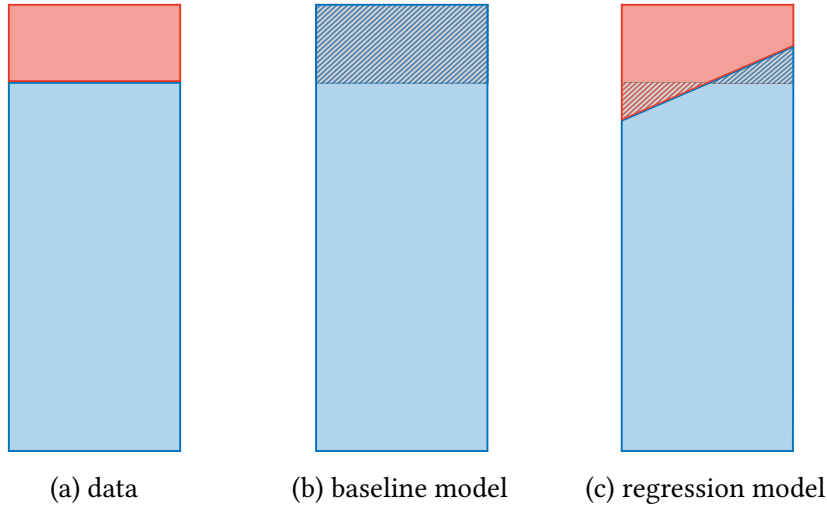 (a) data
(b) baseline model
(c) regression model